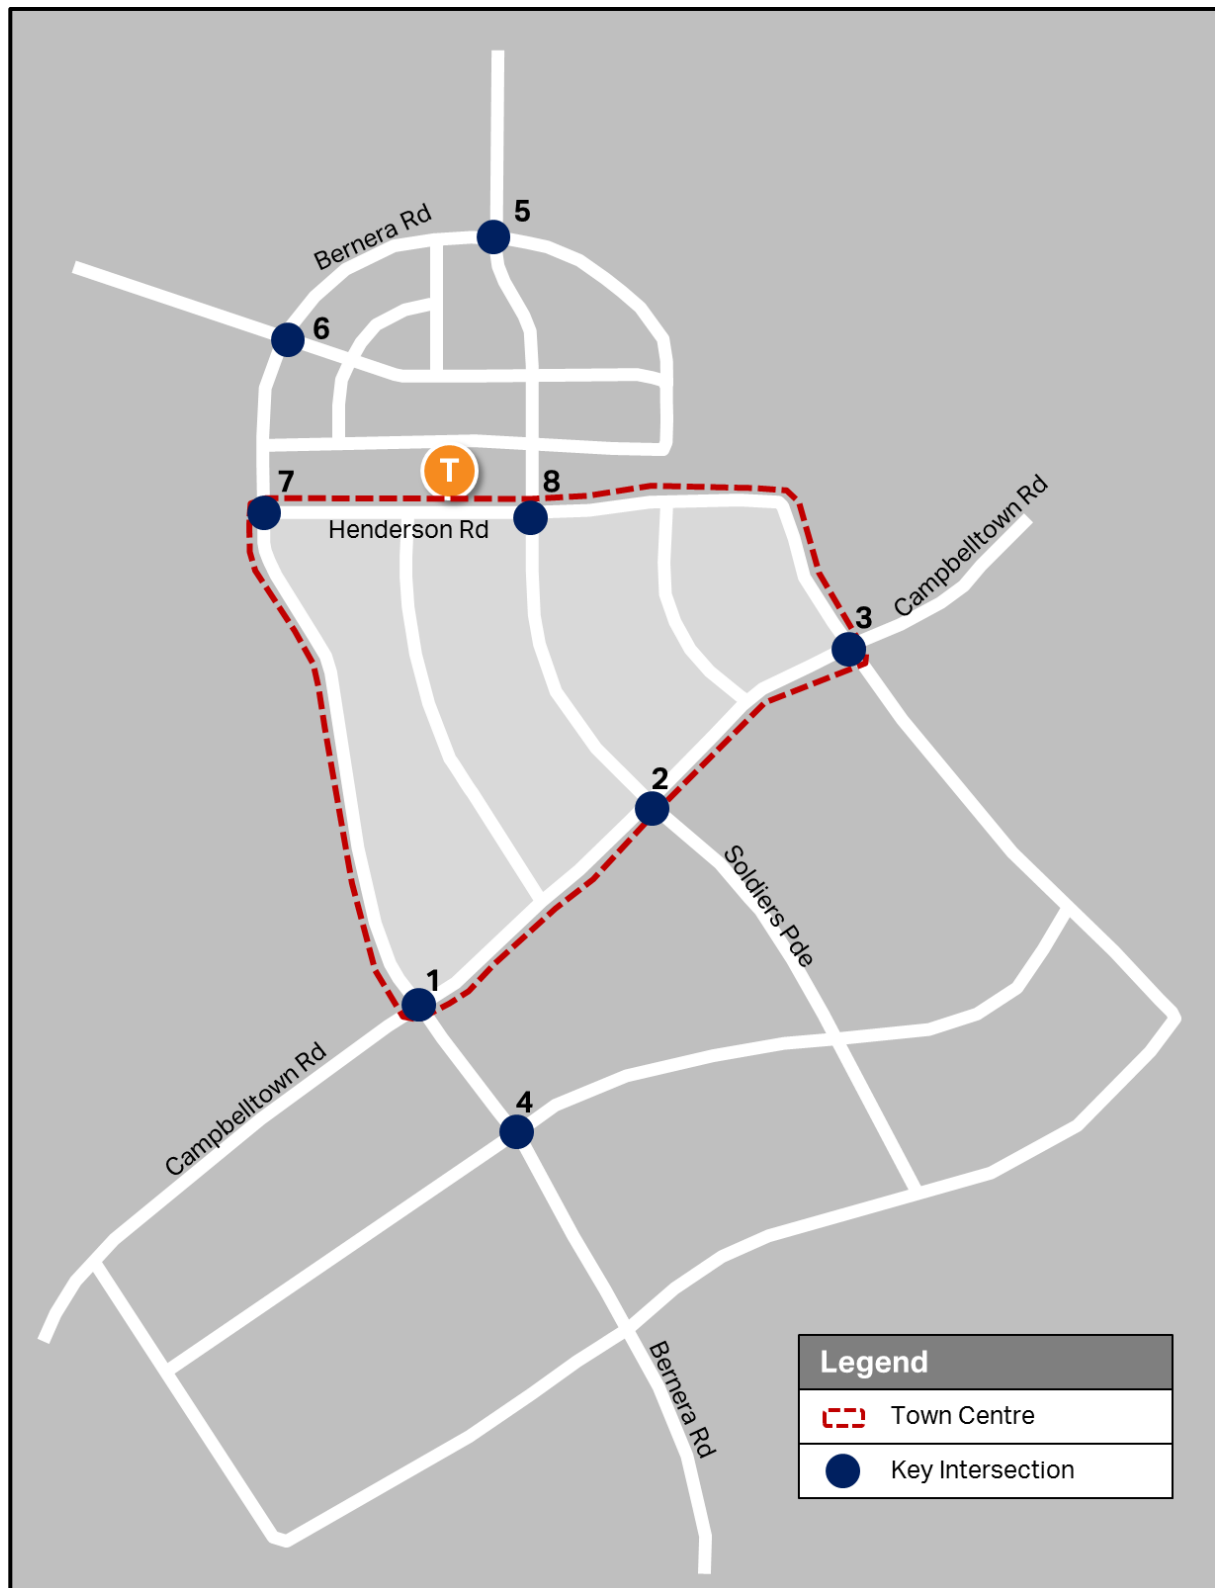 5
Bernera Rd
6
T
7
8
Henderson Rd
Campbelltown Rd
3
2
Soldiers Pde
1
Campbelltown Rd
4
Bernera Rd
Legend
Town Centre
Key Intersection